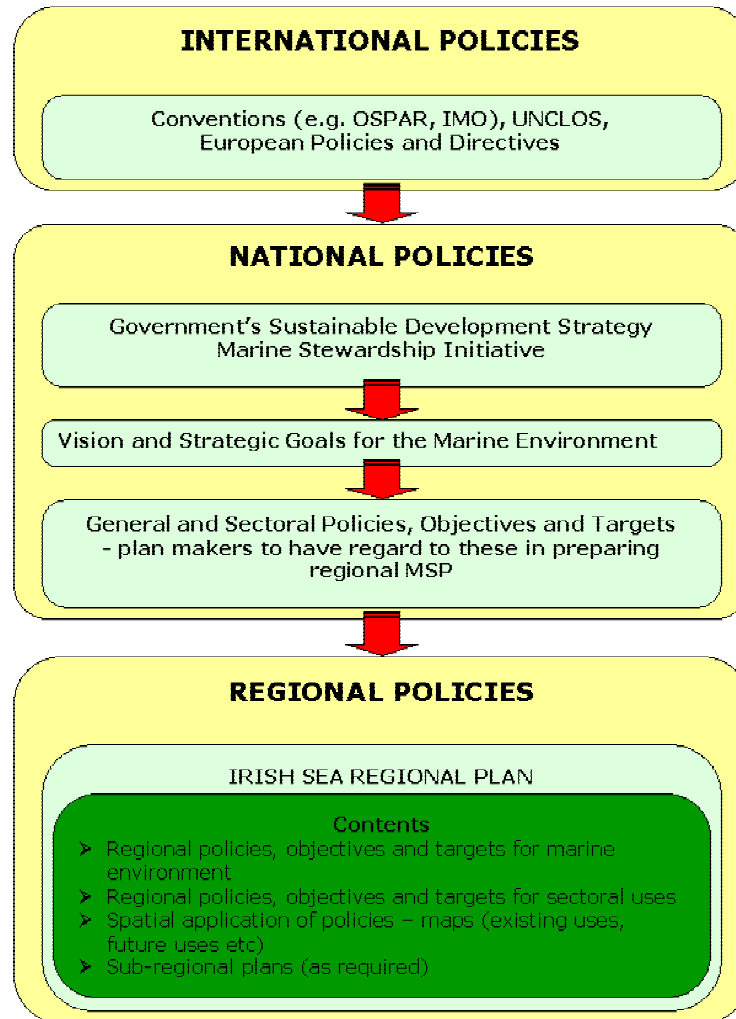 INTERNATIONAL POLICIES
Conventions (e.g. OSPAR, IMO), UNCLOS,
European Policies and Directives
NATIONAL POLICIES
Government's Sustainable Development Strategy
Marine Stewardship Initiative
Vision and Strategic Goals for the Marine Environment
General and Sectoral Policies, Objectives and Targets
- plan makers to have regard to these in preparing
regional MSP
REGIONAL POLICIES
IRISH SEA REGIONAL PLAN
Contents
➤ Regional policies, objectives and targets for marine
environment
➤ Regional policies, objectives and targets for sectoral uses
➤ Spatial application of policies – maps (existing uses,
future uses etc)
➤ Sub-regional plans (as required)